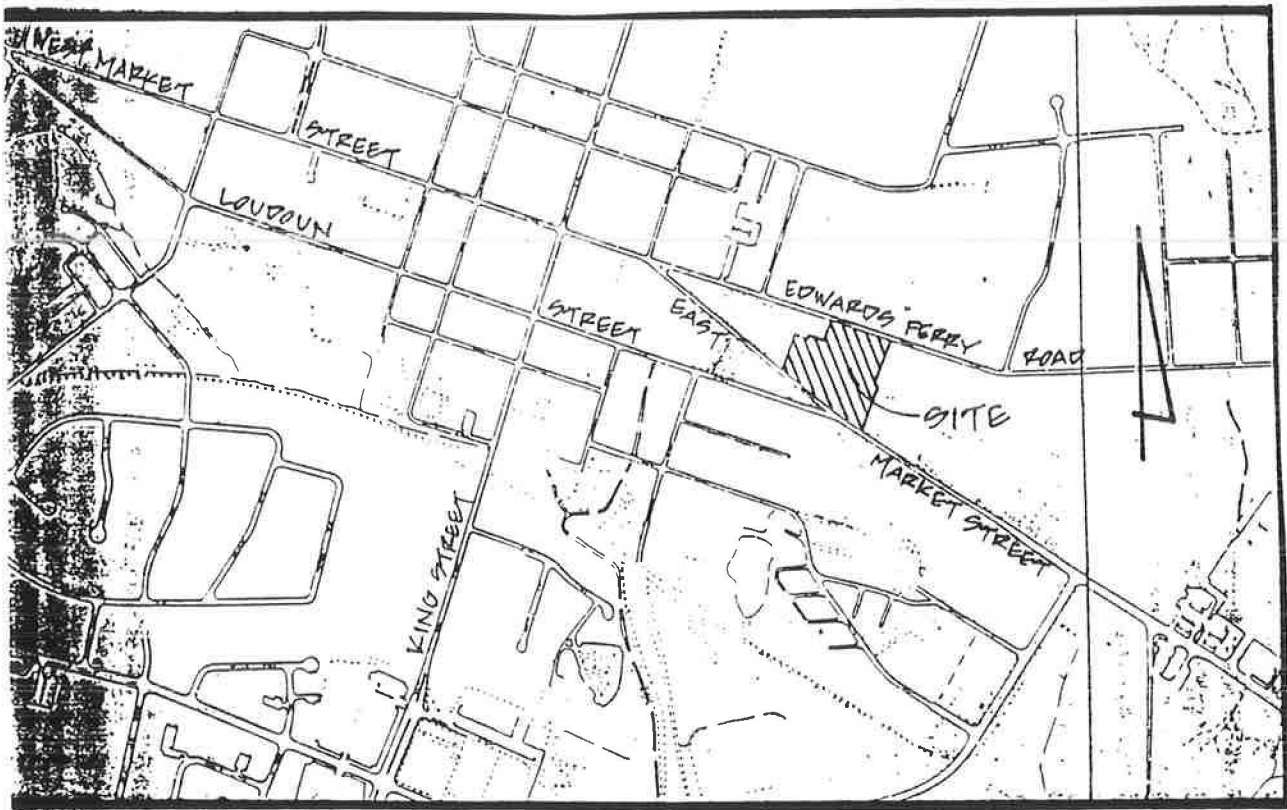 WEST MARKET
STREET
LOUDOUN
STREET
EAST
EDWARDS FERRY
ROAD
SITE
MARKET STREET
KING STREET